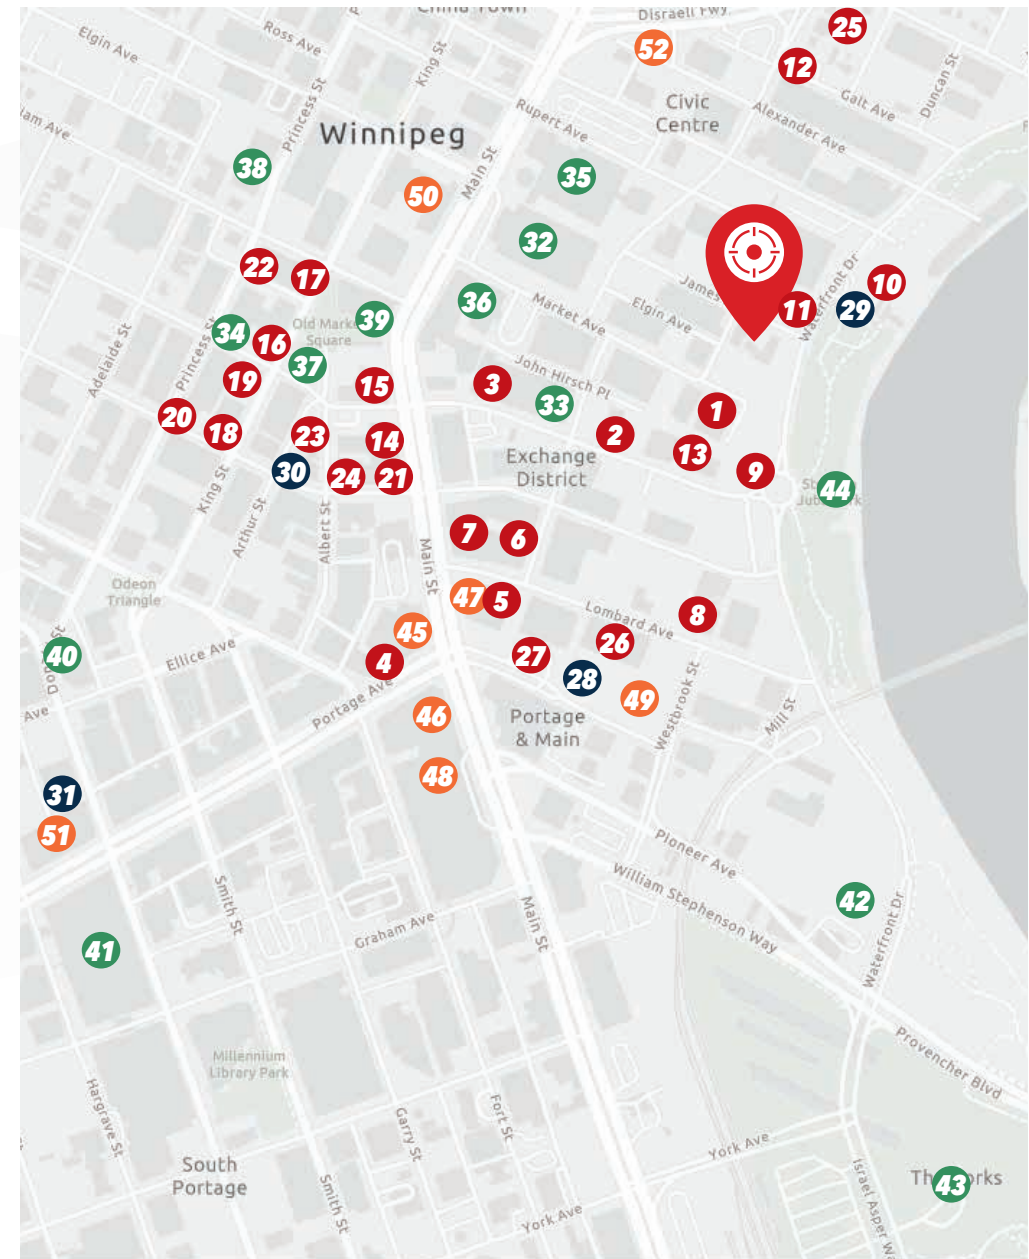 China Town
Disraeli Fwy
25
Ross Ave
52
Elgin Ave
King St
12
Duncan St
Galt Ave
Civic
Centre
Princess St
Rupert Ave
Alexander Ave
Winnipeg
Main St
38
35
50
32
22
17
James
Waterfront Dr
10
36
Market Ave
Elgin Ave
11
29
39
Old Market
Square
34
16
Adelaide St
Princess St
37
John Hirsch Pl
19
15
3
33
1
20
18
23
14
2
13
Exchange
District
30
24
21
9
44
King St
Arthur St
Albert St
7
6
Main St
Odeon
Triangle
47
5
Lombard Ave
8
45
26
40
Ellice Ave
4
27
28
49
Portage Ave
Westbrook St
Ave
46
Portage
& Main
Mill St
48
31
51
Pioneer Ave
William Stephenson Way
Smith St
42
Graham Ave
Main St
Waterfront Dr
41
Millennium
Library Park
Provencher Blvd
Hargrave St
Garry St
Fort St
York Ave
South
Portage
Israel Asper Wa
43
Smith St
York Ave